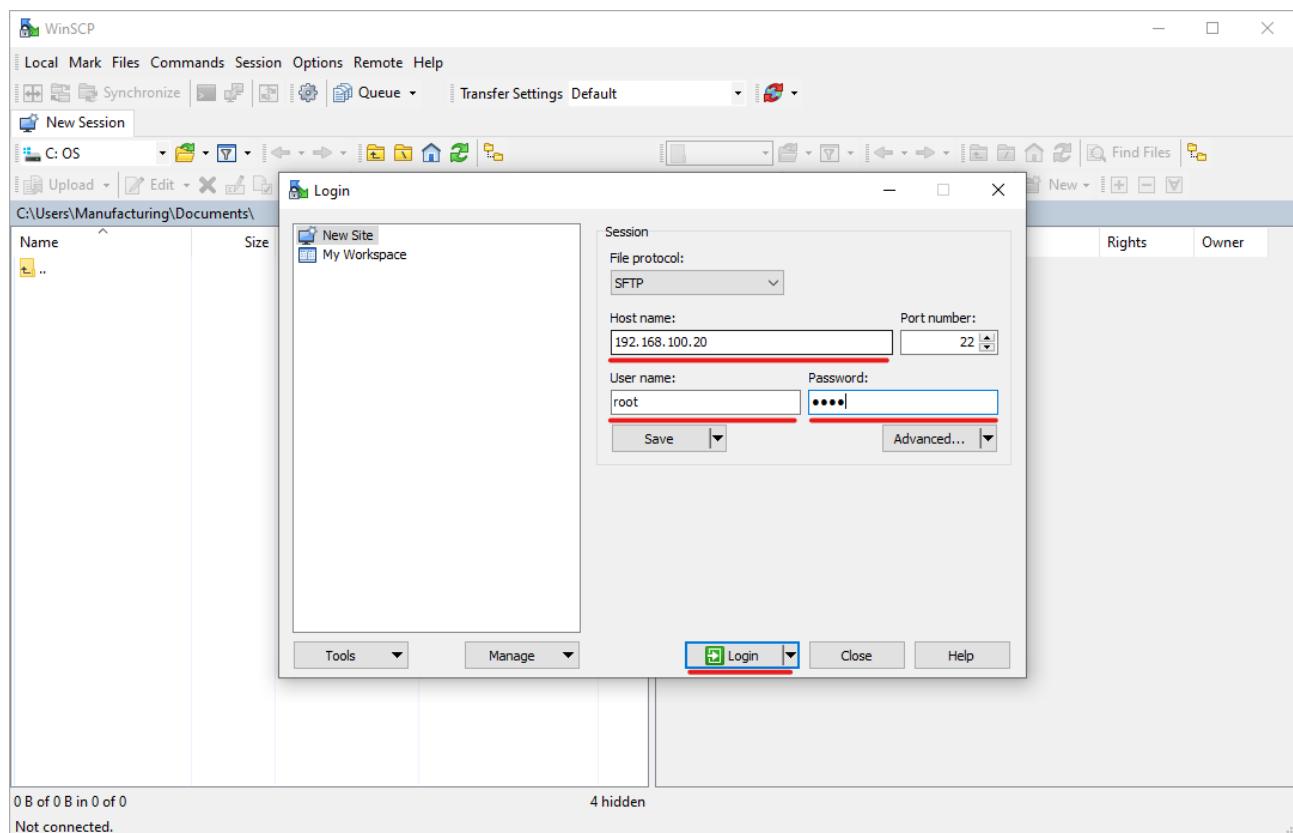 WinSCP
Local Mark Files Commands Session Options Remote Help
Synchronize Queue Transfer Settings Default
New Session
C: OS Find Files
Upload Edit New
C:\Users\Manufacturing\Documents\
Name Size Rights Owner
..
Login
New Site
My Workspace
Session
File protocol:
SFTP
Host name: Port number:
192.168.100.20 22
User name: Password:
root ••••
Save Advanced...
Tools Manage Login Close Help
0 B of 0 B in 0 of 0 4 hidden
Not connected.